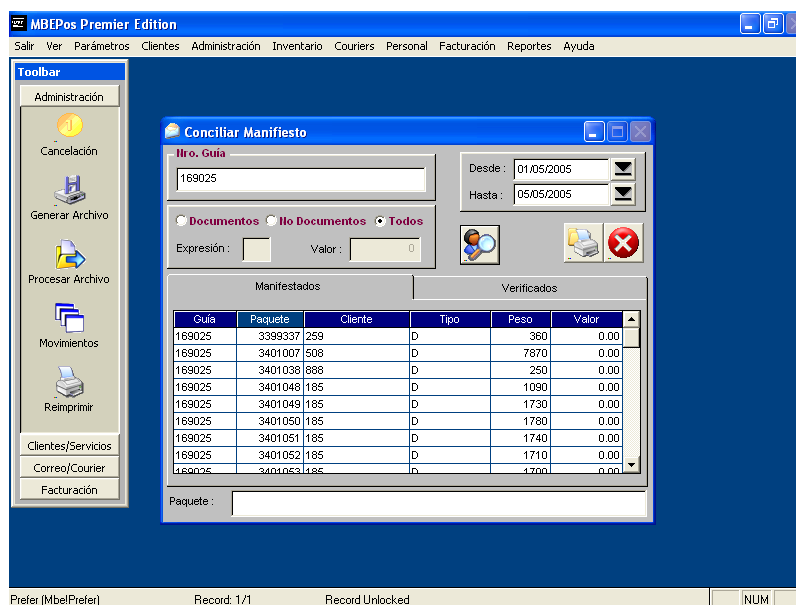 MBEPos Premier Edition
Salir Ver Parámetros Clientes Administración Inventario Couriers Personal Facturación Reportes Ayuda
Toolbar
Administración
Cancelación
Generar Archivo
Procesar Archivo
Movimientos
Reimprimir
Clientes/Servicios
Correo/Courier
Facturación
Conciliar Manifiesto
Nro. Guía
169025
Desde : 01/05/2005
Hasta : 05/05/2005
Documentos No Documentos Todos
Expresión : Valor : 0
Manifestados Verificados
Guía Paquete Cliente Tipo Peso Valor
169025 3399337 259 D 360 0.00
169025 3401007 508 D 7870 0.00
169025 3401038 888 D 250 0.00
169025 3401048 185 D 1090 0.00
169025 3401049 185 D 1730 0.00
169025 3401050 185 D 1780 0.00
169025 3401051 185 D 1740 0.00
169025 3401052 185 D 1710 0.00
169025 3401053 185 D 1700 0.00
Paquete :
Prefer (Mbe!Prefer) Record: 1/1 Record Unlocked NUM